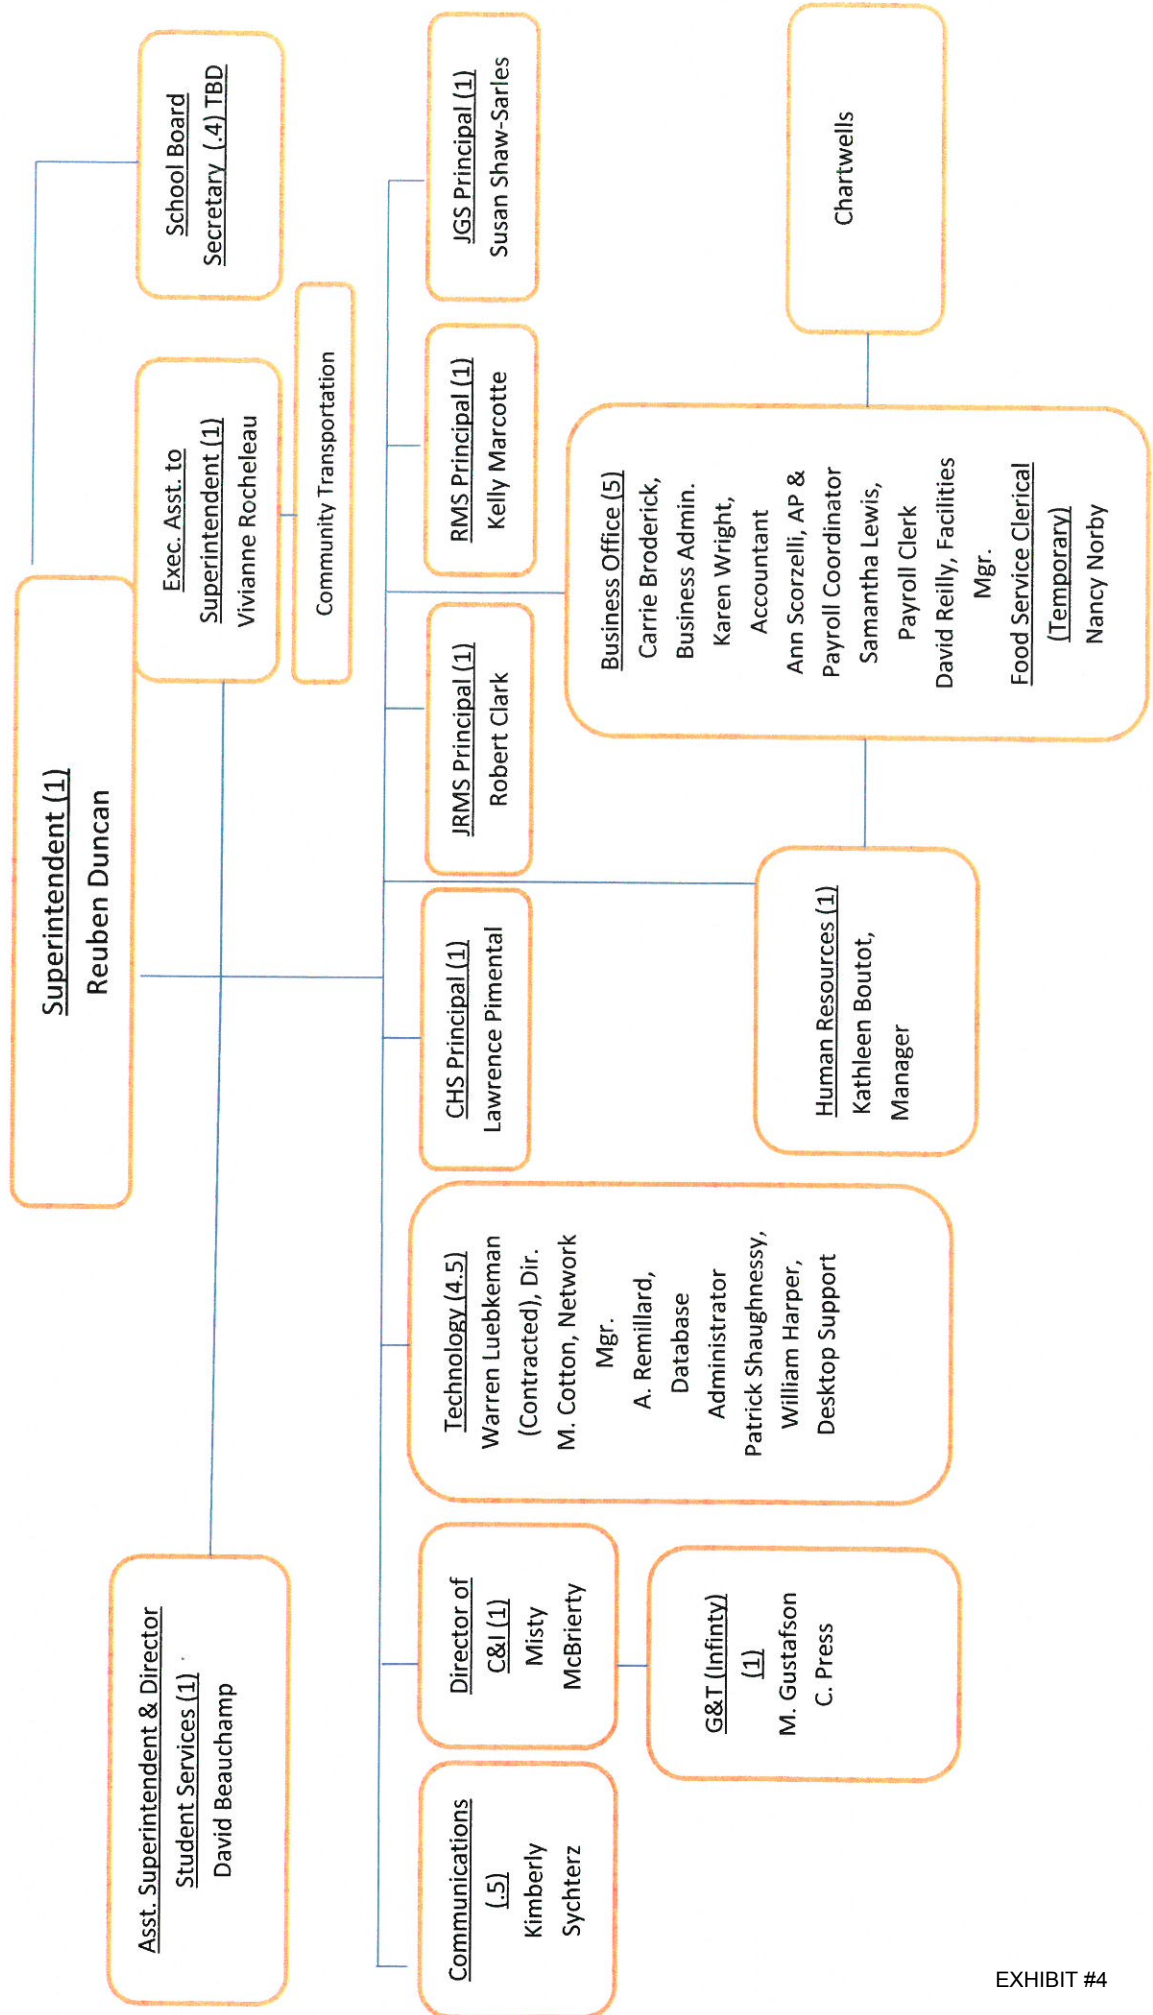 Superintendent (1)
Reuben Duncan
Asst. Superintendent & Director
Student Services (1)
David Beauchamp
Exec. Asst. to
Superintendent (1)
Vivianne Rocheleau
School Board
Secretary (.4) TBD
Community Transportation
Communications
(.5)
Kimberly
Sychterz
Director of
C&I (1)
Misty
McBrierty
Technology (4.5)
Warren Luebkeman
(Contracted), Dir.
M. Cotton, Network
Mgr.
A. Remillard,
Database
Administrator
Patrick Shaughnessy,
William Harper,
Desktop Support
CHS Principal (1)
Lawrence Pimental
JRMS Principal (1)
Robert Clark
RMS Principal (1)
Kelly Marcotte
JGS Principal (1)
Susan Shaw-Sarles
G&T (Infinty)
(1)
M. Gustafson
C. Press
Human Resources (1)
Kathleen Boutot,
Manager
Business Office (5)
Carrie Broderick,
Business Admin.
Karen Wright,
Accountant
Ann Scorzelli, AP &
Payroll Coordinator
Samantha Lewis,
Payroll Clerk
David Reilly, Facilities
Mgr.
Food Service Clerical
(Temporary)
Nancy Norby
Chartwells
EXHIBIT #4